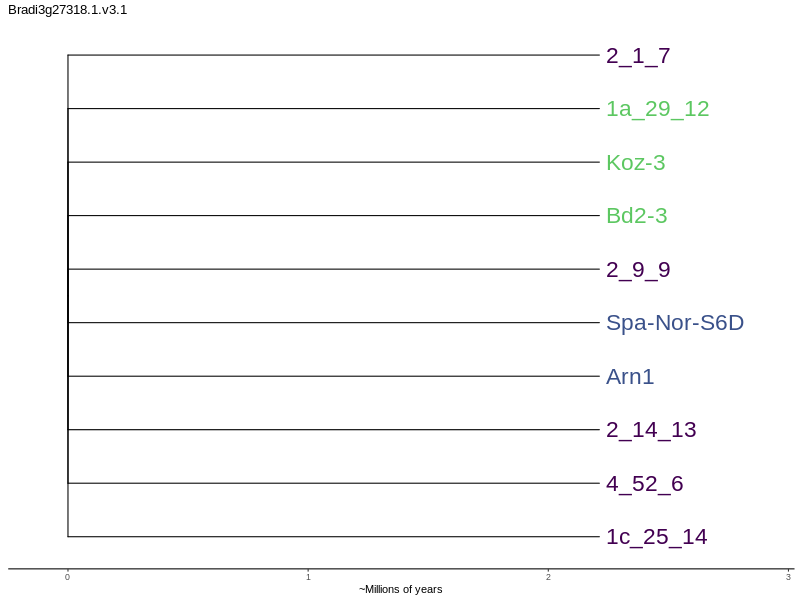 Bradi3g27318.1.v3.1
2_1_7
1a_29_12
Koz-3
Bd2-3
2_9_9
Spa-Nor-S6D
Arn1
2_14_13
4_52_6
1c_25_14
0 1 2 3
~Millions of years